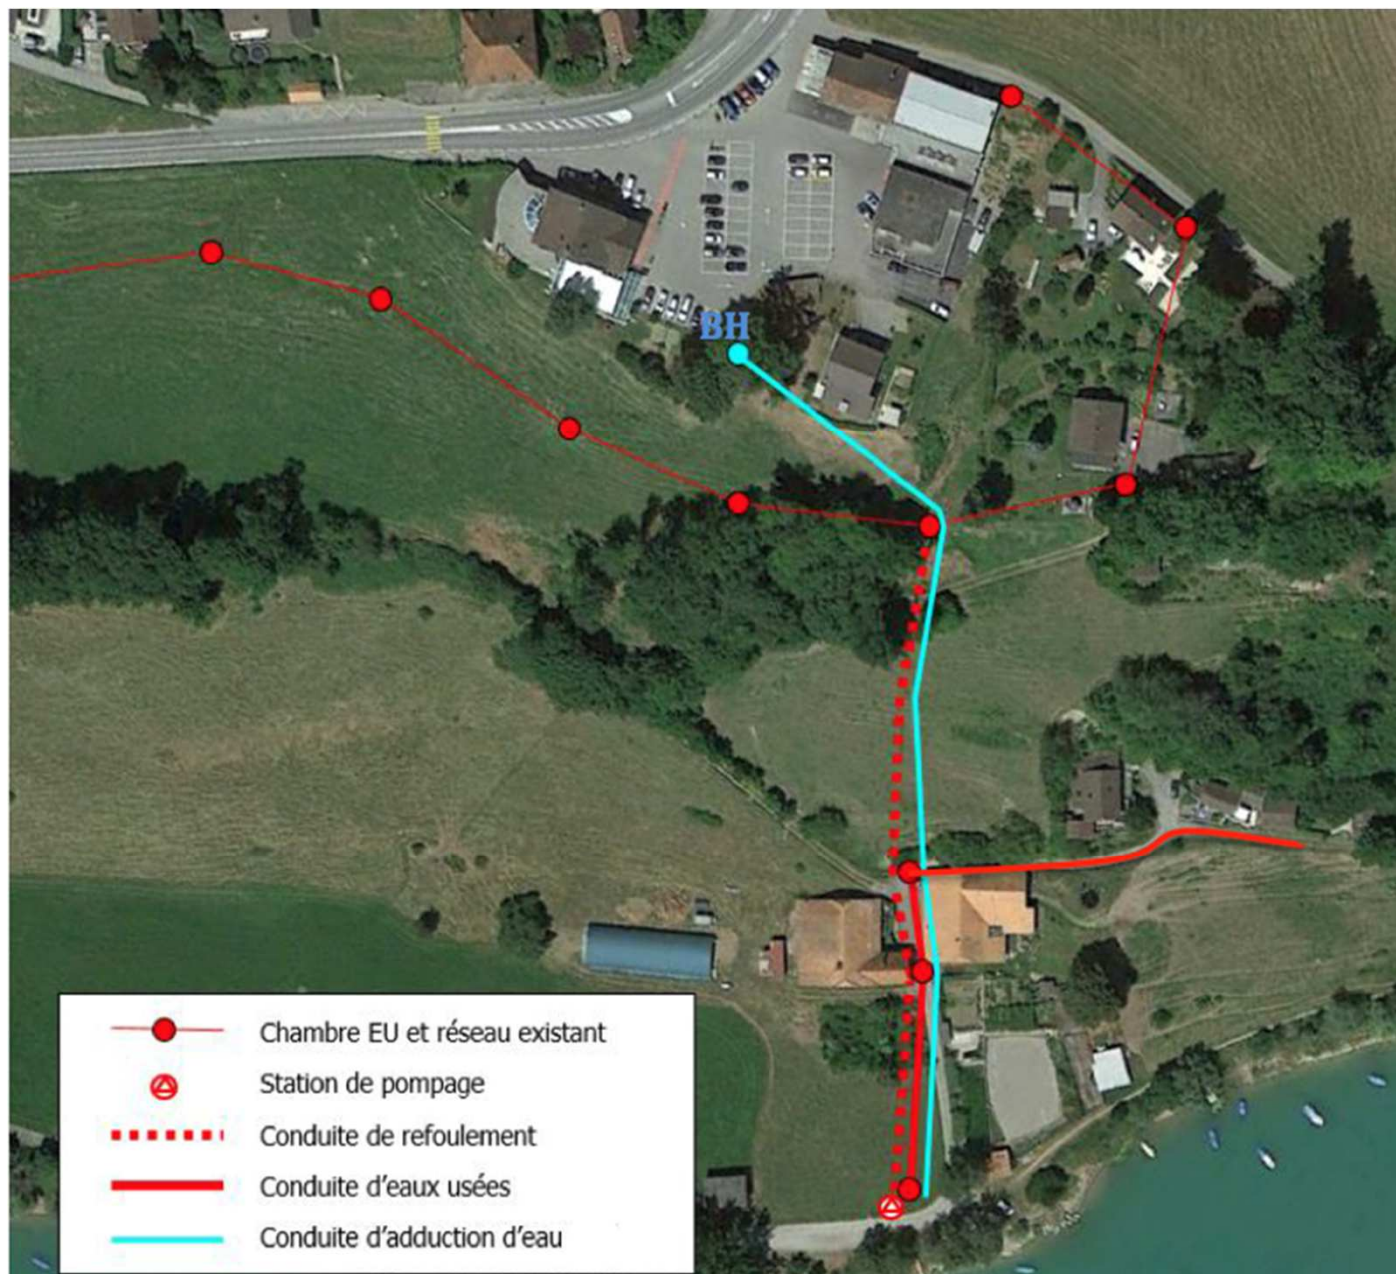 BH
Chambre EU et réseau existant
Station de pompage
Conduite de refoulement
Conduite d'eaux usées
Conduite d'adduction d'eau